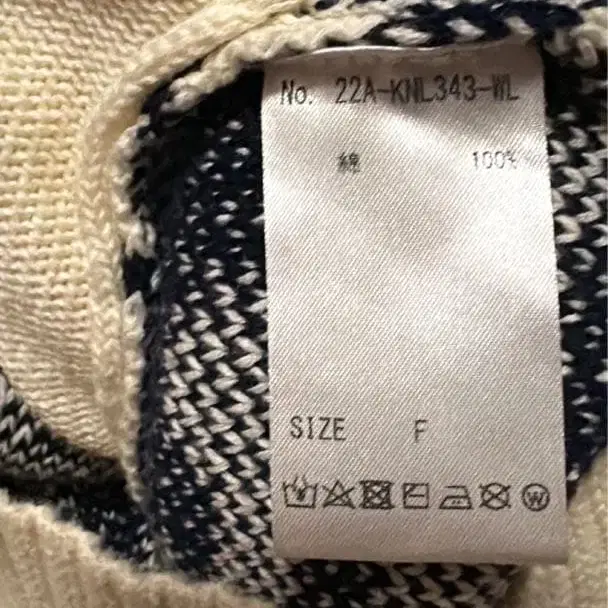 No. 22A-KNL343-WL
綿 100%
SIZE F
W